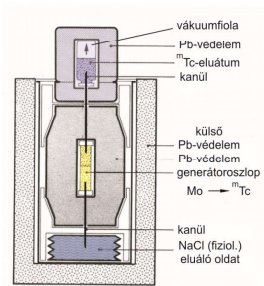 vákuumfiola
Pb-védelem
ᵐTc-eluátum
kanül
külső
Pb-védelem
Pb-védelem
generátoroszlop
Mo → ᵐTc
kanül
NaCl (fiziol.)
eluáló oldat